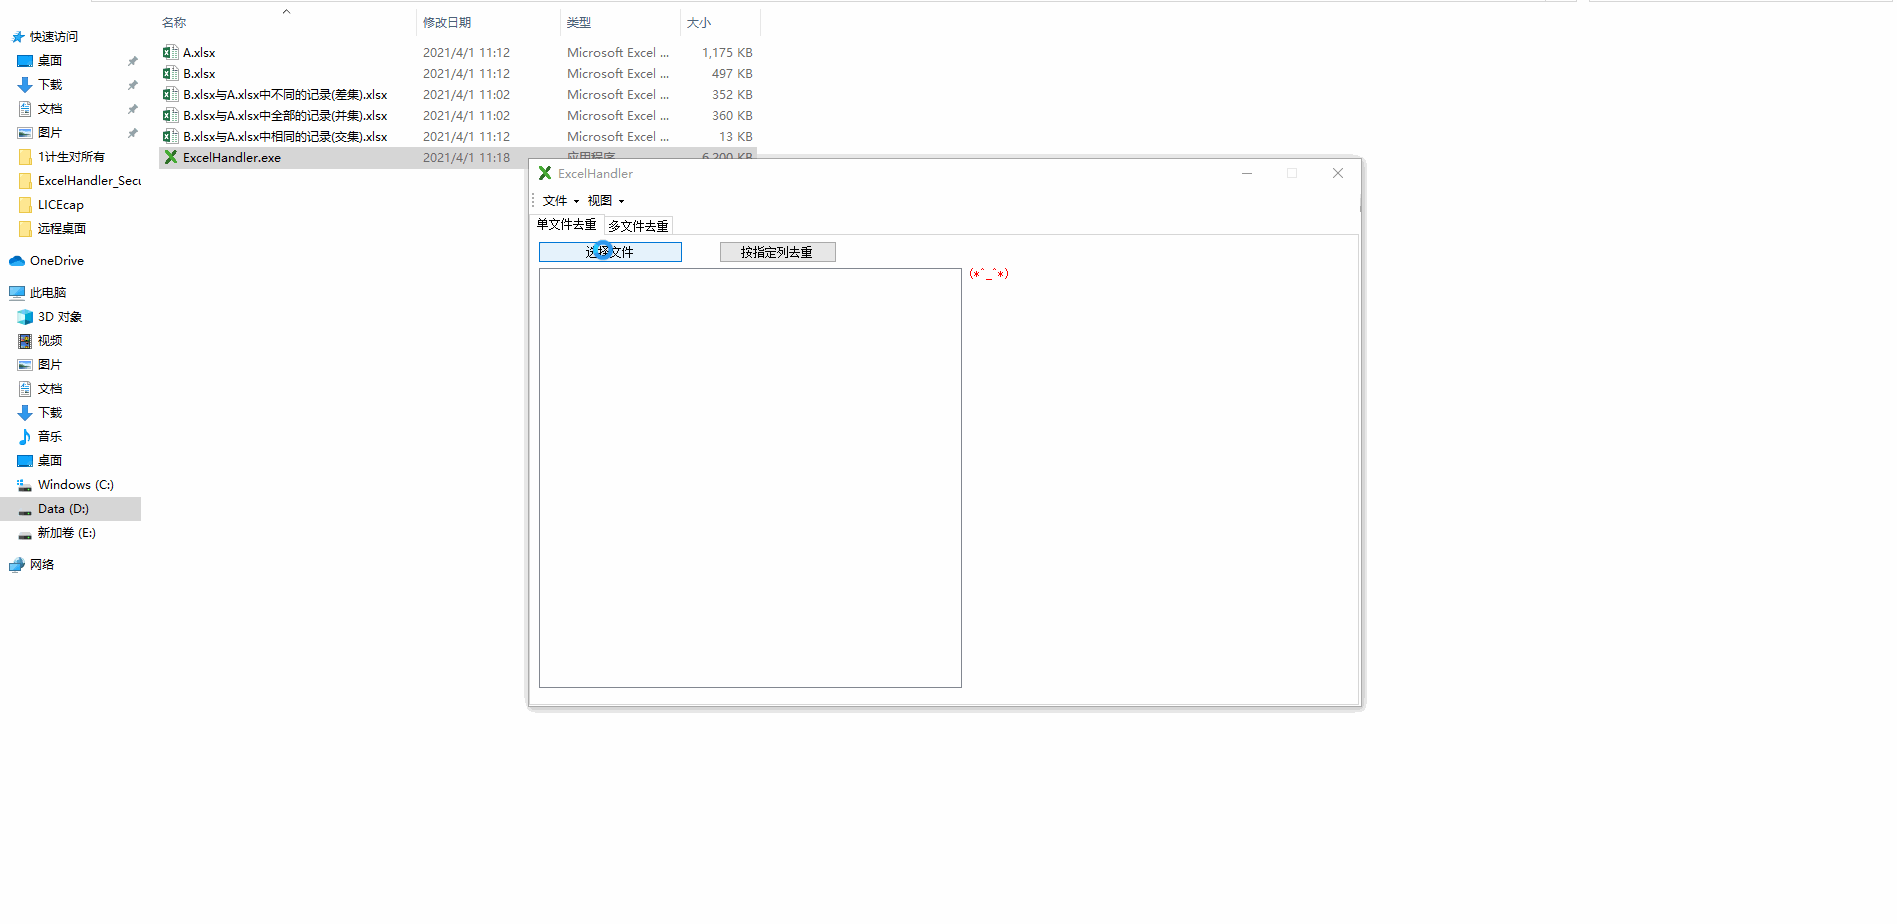 名称 修改日期 类型 大小
快速访问
桌面
下载
文档
图片
1计生对所有
ExcelHandler_Secu
LICEcap
远程桌面
OneDrive
此电脑
3D 对象
视频
图片
文档
下载
音乐
桌面
Windows (C:)
Data (D:)
新加卷 (E:)
网络
A.xlsx 2021/4/1 11:12 Microsoft Excel ... 1,175 KB
B.xlsx 2021/4/1 11:12 Microsoft Excel ... 497 KB
B.xlsx与A.xlsx中不同的记录(差集).xlsx 2021/4/1 11:02 Microsoft Excel ... 352 KB
B.xlsx与A.xlsx中全部的记录(并集).xlsx 2021/4/1 11:02 Microsoft Excel ... 360 KB
B.xlsx与A.xlsx中相同的记录(交集).xlsx 2021/4/1 11:12 Microsoft Excel ... 13 KB
ExcelHandler.exe 2021/4/1 11:18 应用程序 6,200 KB
ExcelHandler
文件 视图
单文件去重 多文件去重
选择文件 按指定列去重
(*^_^*)